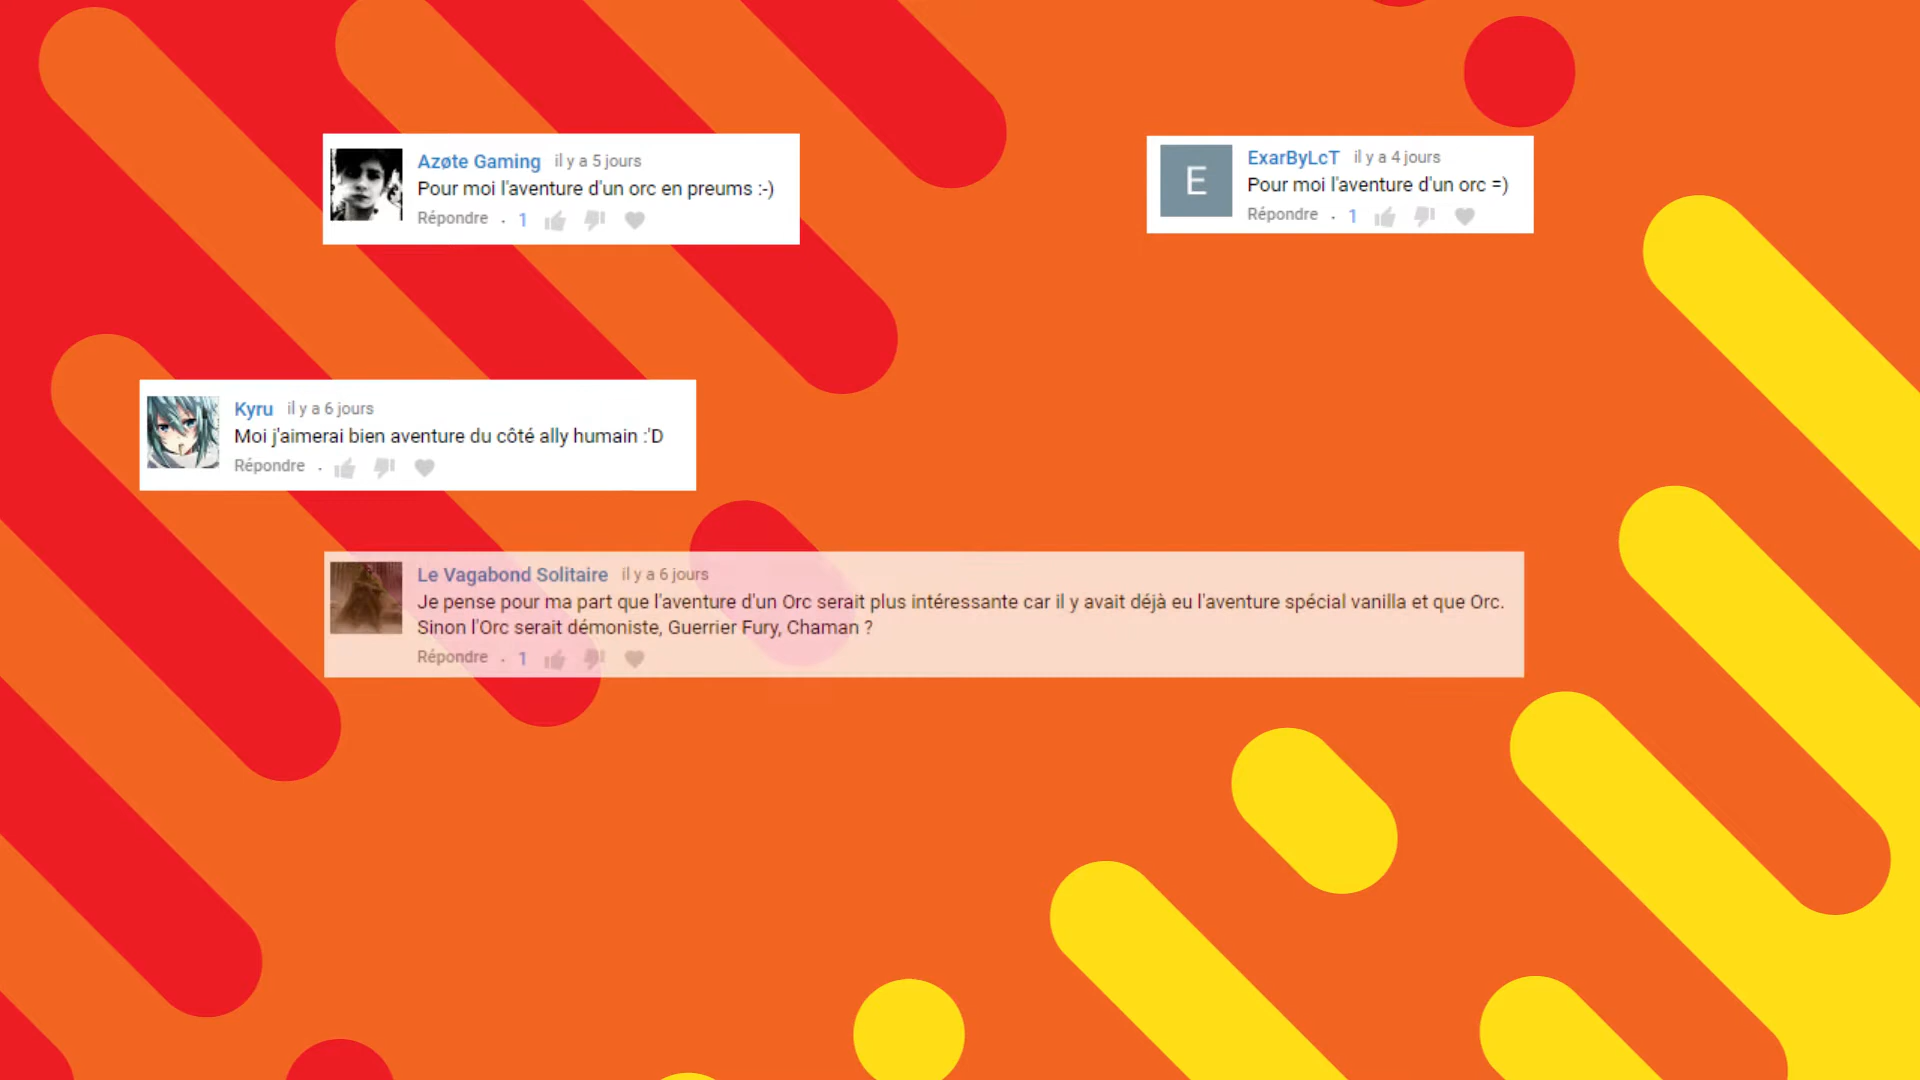 Azøte Gaming il y a 5 jours
Pour moi l'aventure d'un orc en preums :-)
Répondre . 1
E
ExarByLcT il y a 4 jours
Pour moi l'aventure d'un orc =)
Répondre . 1
Kyru il y a 6 jours
Moi j'aimerai bien aventure du côté ally humain :'D
Répondre .
Le Vagabond Solitaire il y a 6 jours
Je pense pour ma part que l'aventure d'un Orc serait plus intéressante car il y avait déjà eu l'aventure spécial vanilla et que Orc.
Sinon l'Orc serait démoniste, Guerrier Fury, Chaman ?
Répondre . 1